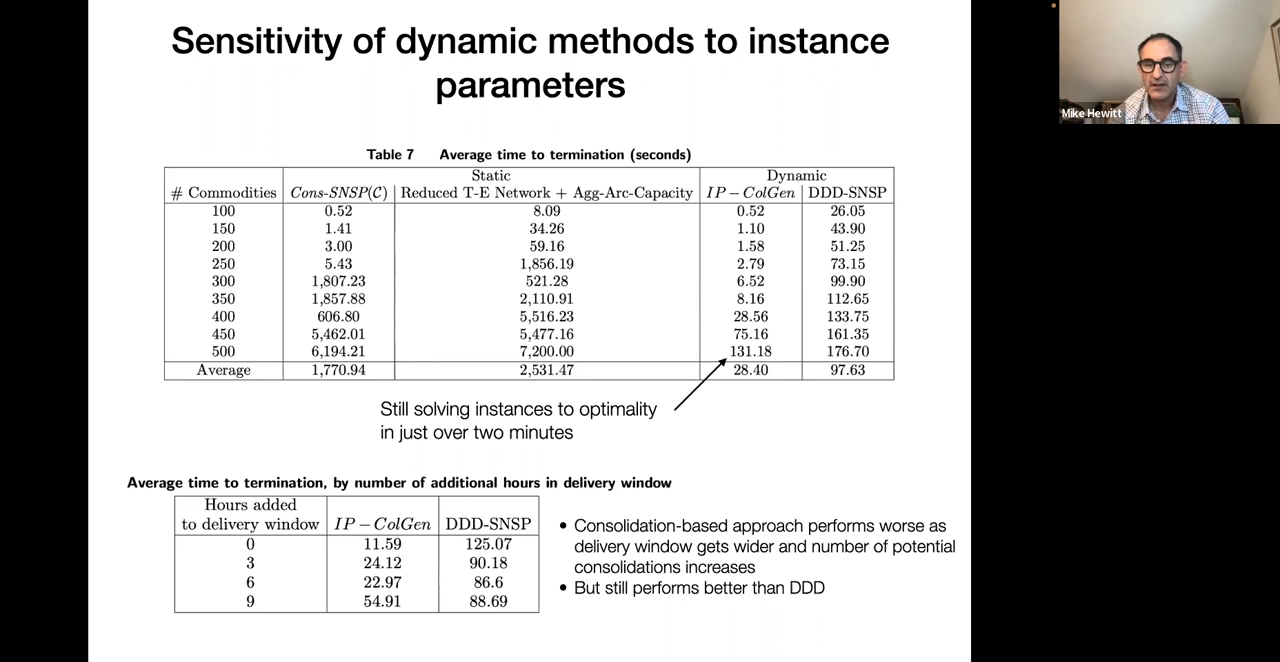 Sensitivity of dynamic methods to instance
parameters
Mike Hewitt
Table 7 Average time to termination (seconds)
Static Dynamic
# Commodities Cons-SNSP(C) Reduced T-E Network + Agg-Arc-Capacity IP − ColGen DDD-SNSP
100 0.52 8.09 0.52 26.05
150 1.41 34.26 1.10 43.90
200 3.00 59.16 1.58 51.25
250 5.43 1,856.19 2.79 73.15
300 1,807.23 521.28 6.52 99.90
350 1,857.88 2,110.91 8.16 112.65
400 606.80 5,516.23 28.56 133.75
450 5,462.01 5,477.16 75.16 161.35
500 6,194.21 7,200.00 131.18 176.70
Average 1,770.94 2,531.47 28.40 97.63
Still solving instances to optimality
in just over two minutes
Average time to termination, by number of additional hours in delivery window
Hours added
to delivery window IP − ColGen DDD-SNSP
0 11.59 125.07
3 24.12 90.18
6 22.97 86.6
9 54.91 88.69
• Consolidation-based approach performs worse as
delivery window gets wider and number of potential
consolidations increases
• But still performs better than DDD